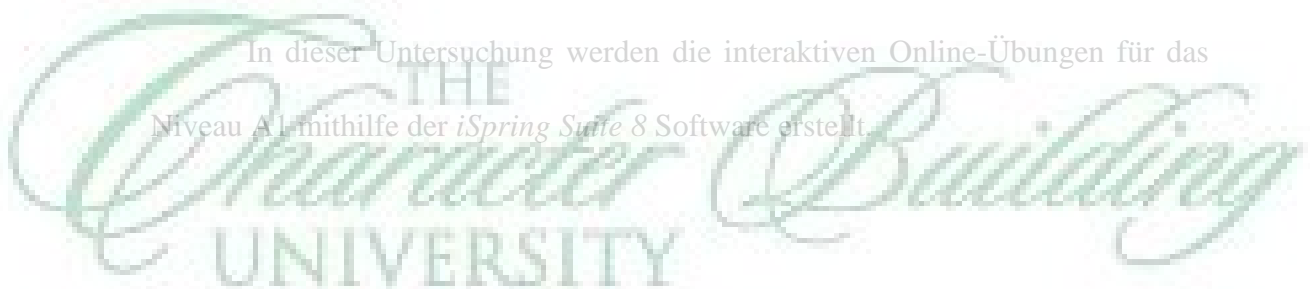 In dieser Untersuchung werden die interaktiven Online-Übungen für das
Niveau A1 mithilfe der iSpring Suite 8 Software erstellt.
THE
Character Building
UNIVERSITY